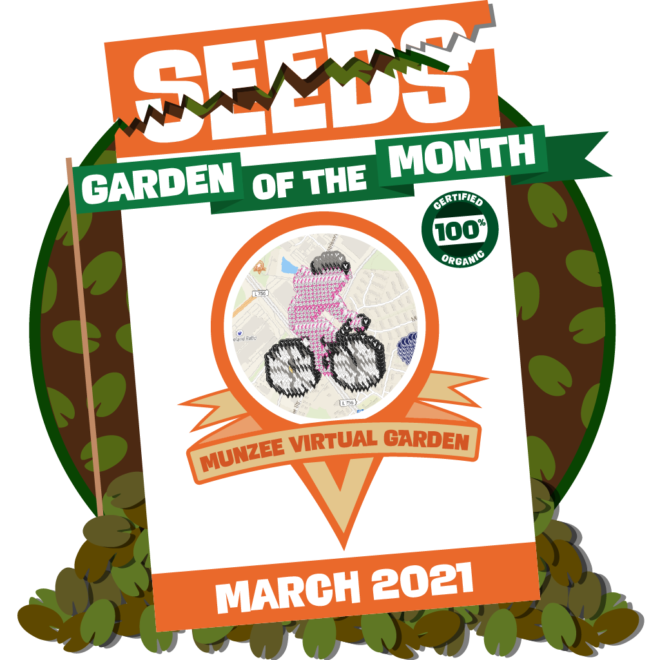 SEEDS
GARDEN OF THE MONTH
CERTIFIED
100%
ORGANIC
MUNZEE VIRTUAL GARDEN
MARCH 2021